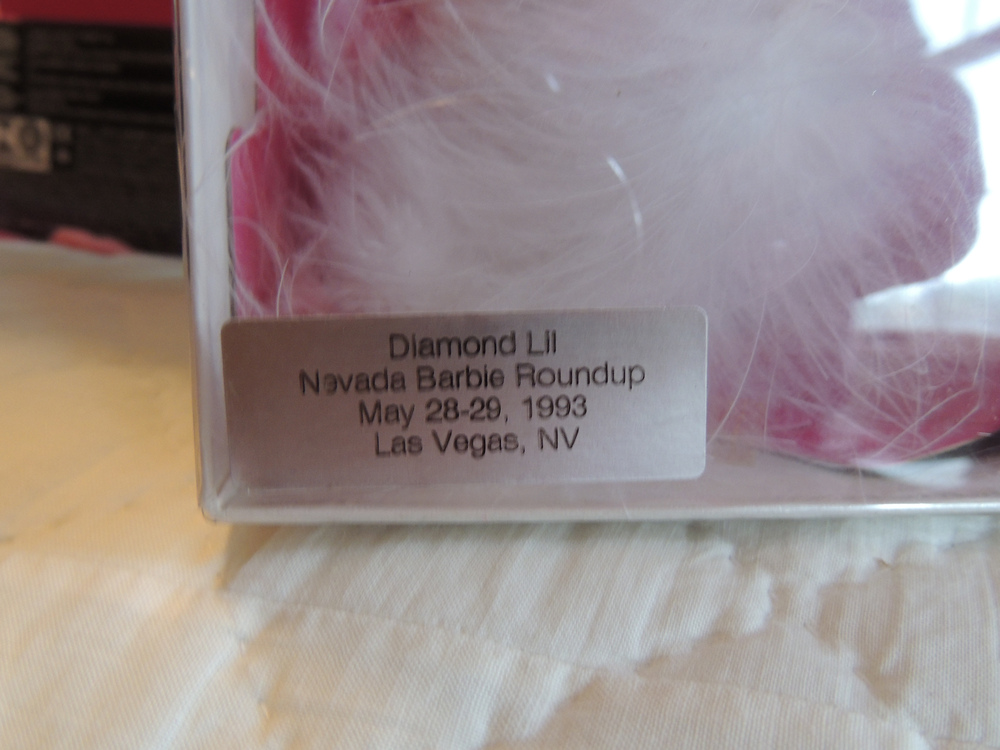 Diamond Lil
Nevada Barbie Roundup
May 28-29, 1993
Las Vegas, NV